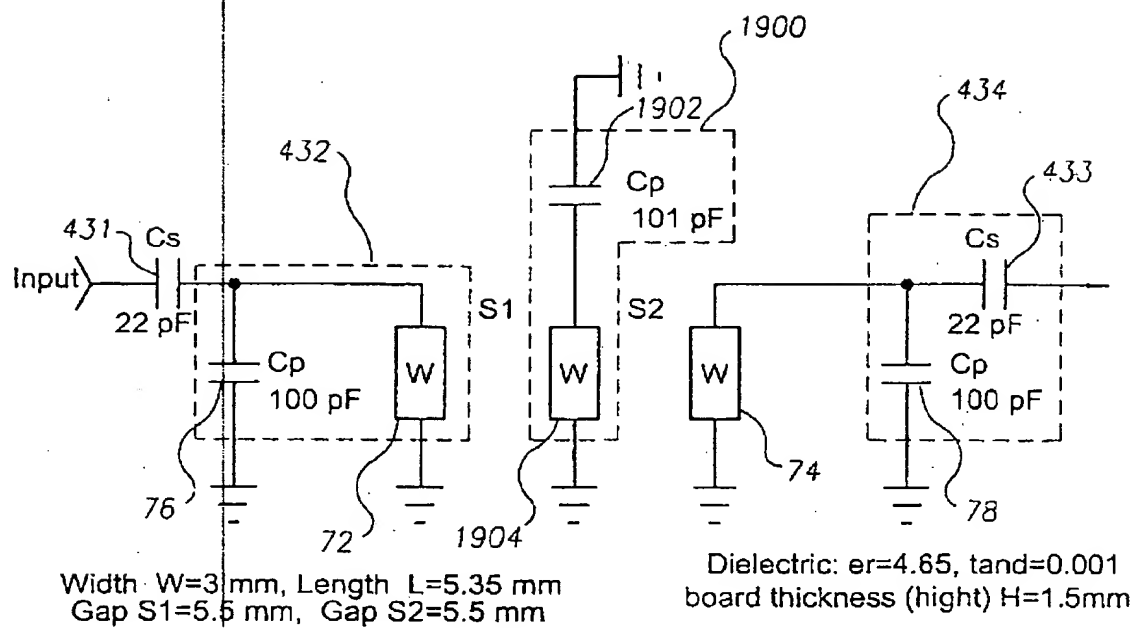 1900
1902
434
432
433
Cp
101 pF
431
Cs
Cs
Input
S1
S2
22 pF
22 pF
Cp
100 pF
W
W
W
Cp
100 pF
76
72
1904
74
78
Width W=3 mm, Length L=5.35 mm
Gap S1=5.5 mm, Gap S2=5.5 mm
Dielectric: er=4.65, tand=0.001
board thickness (hight) H=1.5mm